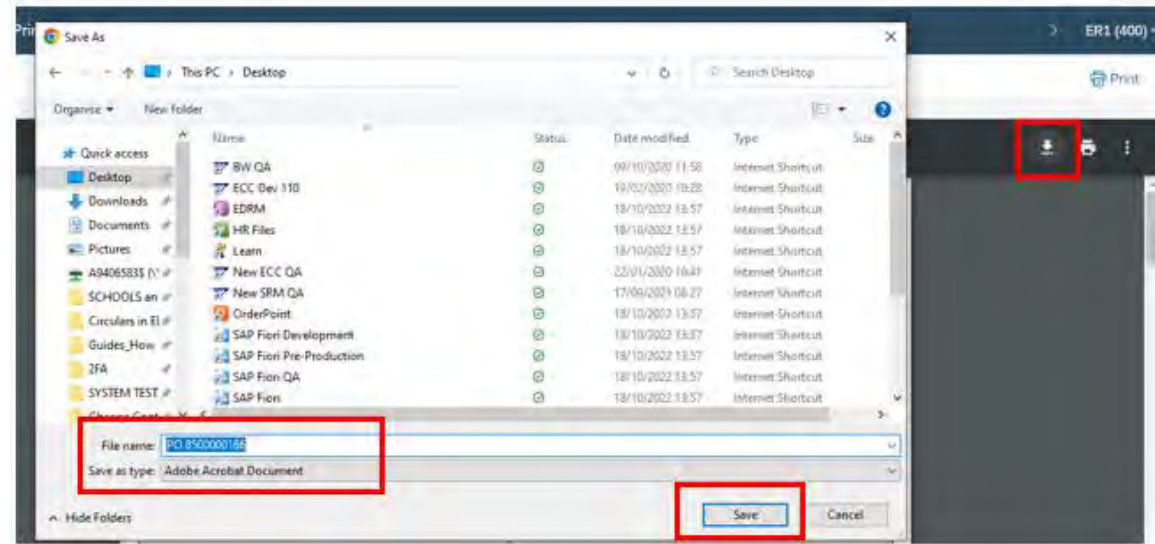 Prin
Save As
ER1 (400)
This PC > Desktop
Search Desktop
Print
Organise
New folder
Name
Status
Date modified
Type
Size
Quick access
Desktop
Downloads
Documents
Pictures
A94065835 (\
SCHOOLS an
Circulars in El
Guides_How
2FA
SYSTEM TEST
BW QA 09/10/2020 11:58 Internet Shortcut
ECC Dev 110 19/02/2020 10:28 Internet Shortcut
EDRM 18/10/2022 13:57 Internet Shortcut
HR Files 18/10/2022 13:57 Internet Shortcut
Learn 18/10/2022 13:57 Internet Shortcut
New ECC QA 22/01/2020 10:41 Internet Shortcut
New SRM QA 17/09/2021 08:27 Internet Shortcut
OrderPoint 18/10/2022 13:57 Internet Shortcut
SAP Fiori Development 18/10/2022 13:57 Internet Shortcut
SAP Fiori Pre-Production 18/10/2022 13:57 Internet Shortcut
SAP Fiori QA 18/10/2022 13:57 Internet Shortcut
SAP Fiori 18/10/2022 13:57 Internet Shortcut
File name: PO 8500000166
Save as type: Adobe Acrobat Document
Hide Folders
Save
Cancel